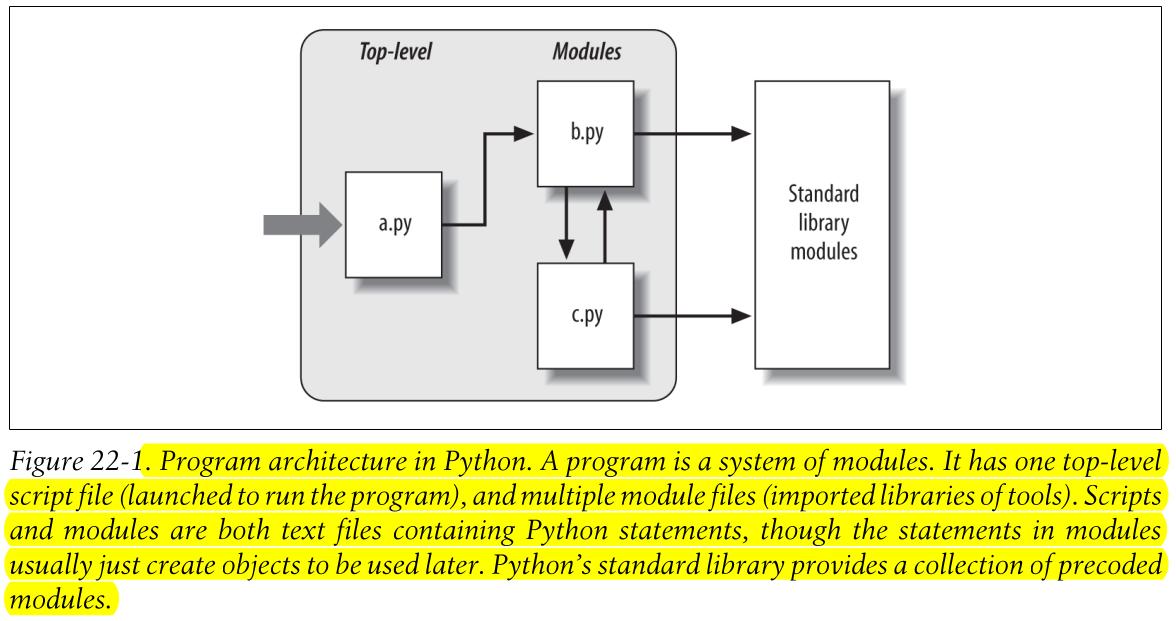 Top-level
Modules
b.py
a.py
Standard
library
modules
c.py
Figure 22-1. Program architecture in Python. A program is a system of modules. It has one top-level
script file (launched to run the program), and multiple module files (imported libraries of tools). Scripts
and modules are both text files containing Python statements, though the statements in modules
usually just create objects to be used later. Python’s standard library provides a collection of precoded
modules.